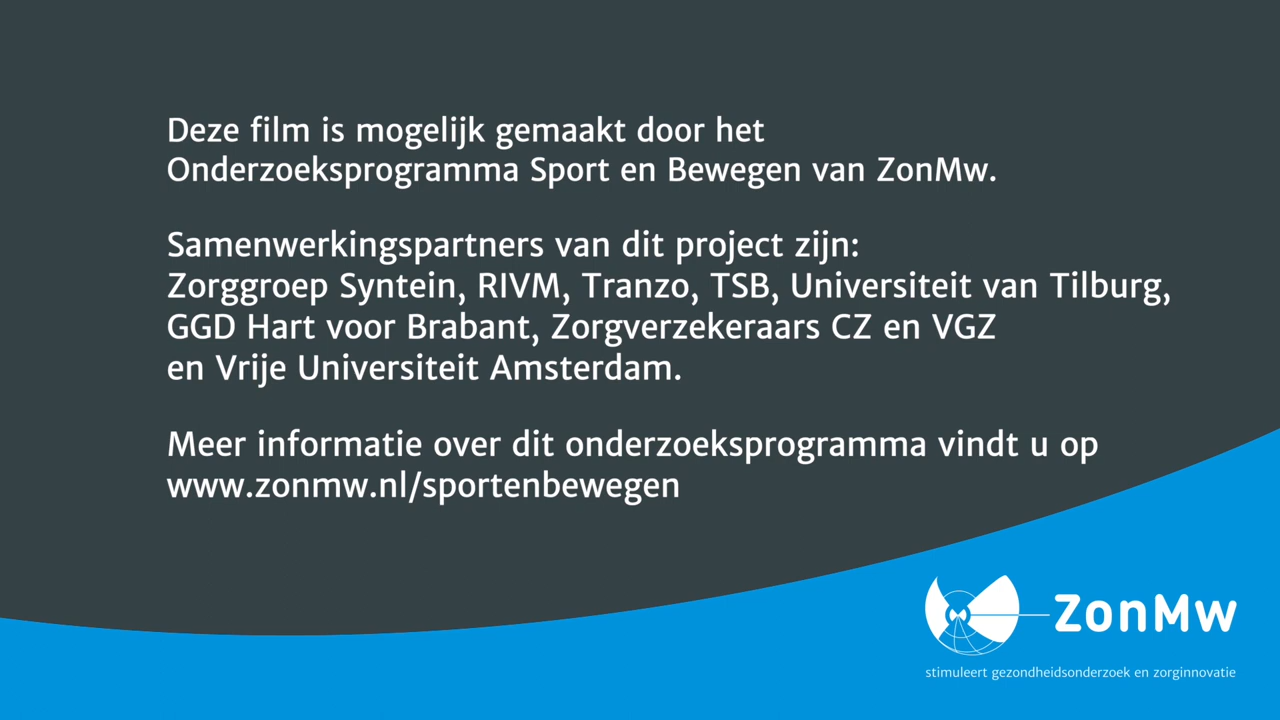 Deze film is mogelijk gemaakt door het
Onderzoeksprogramma Sport en Bewegen van ZonMw.
Samenwerkingspartners van dit project zijn:
Zorggroep Syntein, RIVM, Tranzo, TSB, Universiteit van Tilburg,
GGD Hart voor Brabant, Zorgverzekeraars CZ en VGZ
en Vrije Universiteit Amsterdam.
Meer informatie over dit onderzoeksprogramma vindt u op
www.zonmw.nl/sportenbewegen
ZonMw
stimuleert gezondheidsonderzoek en zorginnovatie